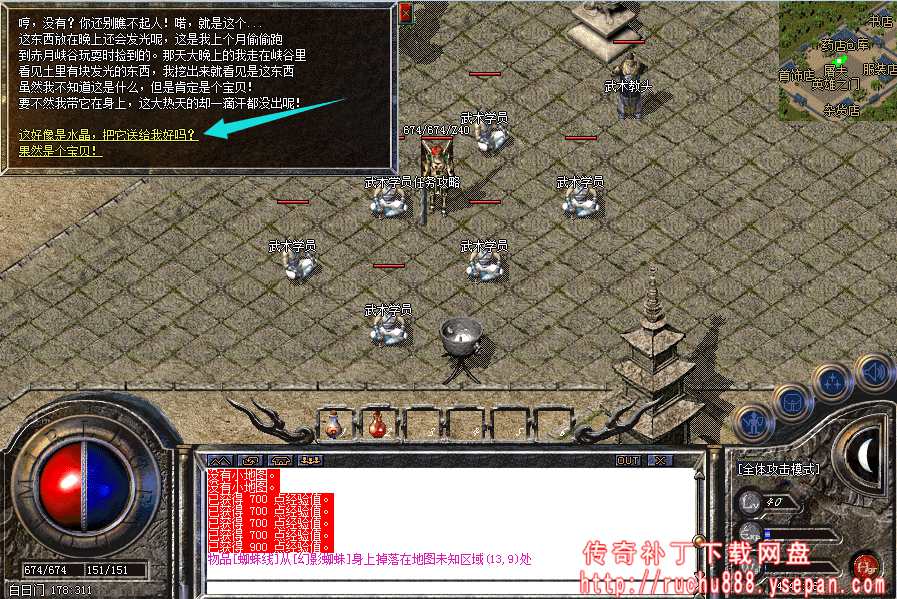 哼，没有？你还别瞧不起人！喏，就是这个...
这东西放在晚上还会发光呢，这是我上个月偷偷跑
到赤月峡谷玩耍时捡到的。那天大晚上的我走在峡谷里
看见土里有块发光的东西，我挖出来就看见是这东西
虽然我不知道这是什么，但是肯定是个宝贝！
要不然我带它在身上，这大热天的却一滴汗都没出呢！
这好像是水晶，把它送给我好吗？
果然是个宝贝！
书店
药店仓库
屠夫
首饰店
服装店
英雄之门
杂货店
武术教头
674/674/Z40
武术学员
武术学员任务攻略
武术学员
武术学员
武术学员
武术学员
OUT
没有小地图。
没有小地图。
已获得 700 点经验值。
已获得 700 点经验值。
已获得 700 点经验值。
已获得 700 点经验值。
已获得 900 点经验值。
物品[蜘蛛线]从[幻影蜘蛛]身上掉落在地图未知区域(13,9)处
[全体攻击模式]
Lv 40
674/674
151/151
白日门 178:311
传奇补丁下载网盘
http://ruchu888.ysepan.com